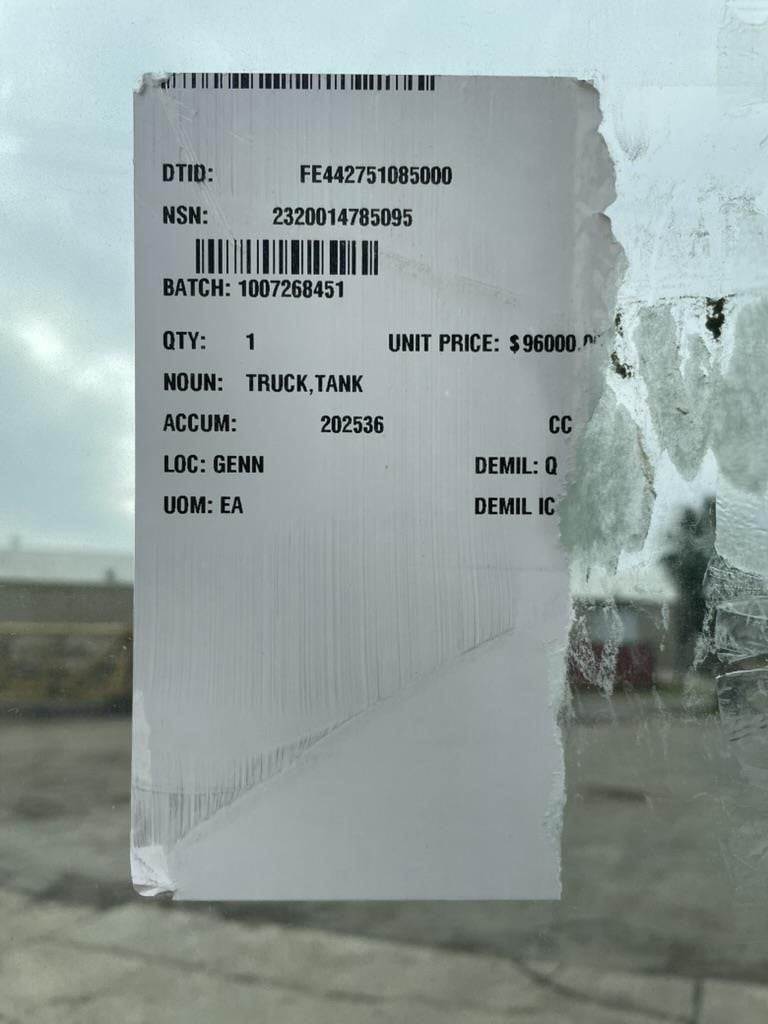 DTID: FE442751085000
NSN: 2320014785095
BATCH: 1007268451
QTY: 1 UNIT PRICE: $96000.0
NOUN: TRUCK,TANK
ACCUM: 202536 CC
LOC: GENN DEMIL: Q
UOM: EA DEMIL IC